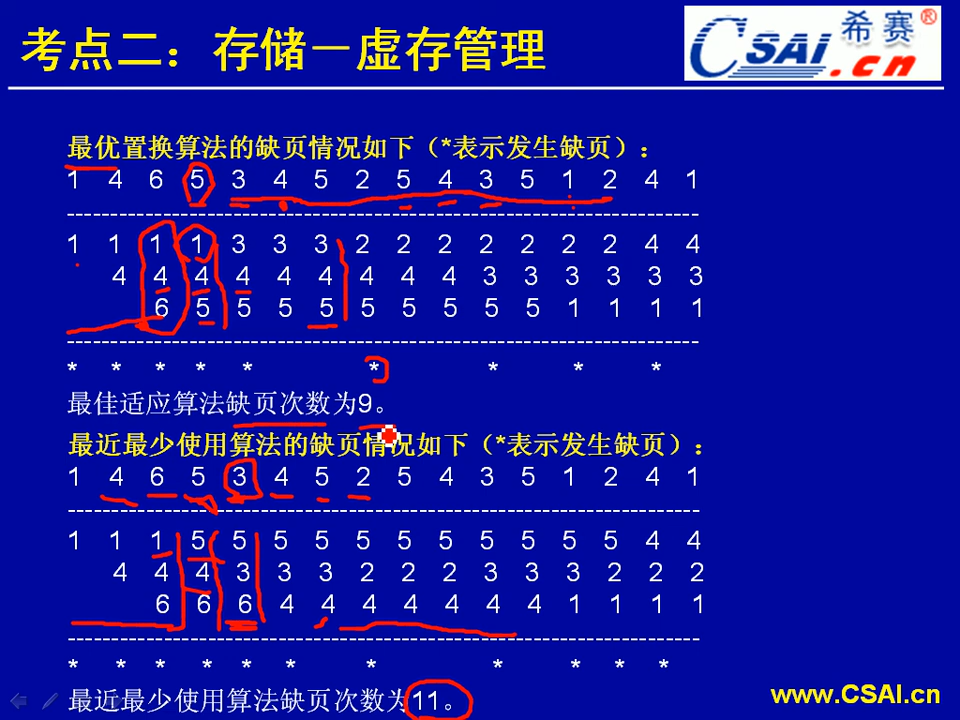 考点二：存储－虚存管理
CSAI.cn 希赛®
最优置换算法的缺页情况如下（*表示发生缺页）：
1 4 6 5 3 4 5 2 5 4 3 5 1 2 4 1
-----------------------------------------------------------------------------
1 1 1 1 3 3 3 2 2 2 2 2 2 2 4 4
4 4 4 4 4 4 4 4 4 3 3 3 3 3 3
6 5 5 5 5 5 5 5 5 5 1 1 1 1
-----------------------------------------------------------------------------
* * * * * * * * *
最佳适应算法缺页次数为9。
最近最少使用算法的缺页情况如下（*表示发生缺页）：
1 4 6 5 3 4 5 2 5 4 3 5 1 2 4 1
-----------------------------------------------------------------------------
1 1 1 5 5 5 5 5 5 5 5 5 5 5 4 4
4 4 4 3 3 3 2 2 2 3 3 3 2 2 2
6 6 6 4 4 4 4 4 4 4 1 1 1 1
-----------------------------------------------------------------------------
* * * * * * * * * * *
最近最少使用算法缺页次数为11。
www.CSAI.cn